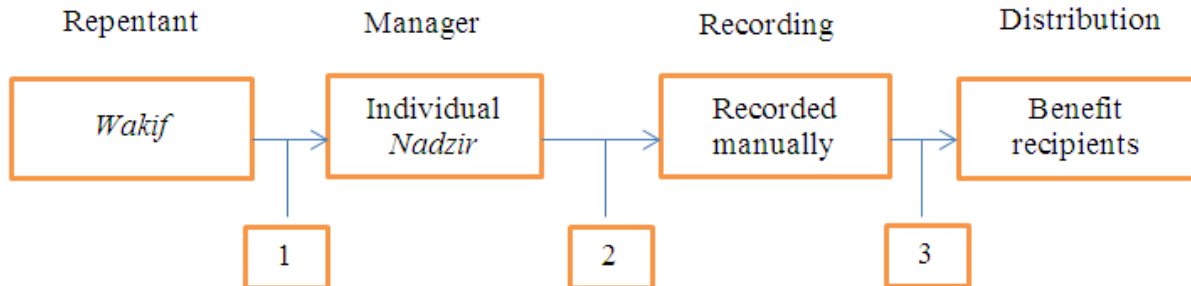 Repentant
Manager
Recording
Distribution
Wakif
Individual
Nadzir
Recorded
manually
Benefit
recipients
1
2
3